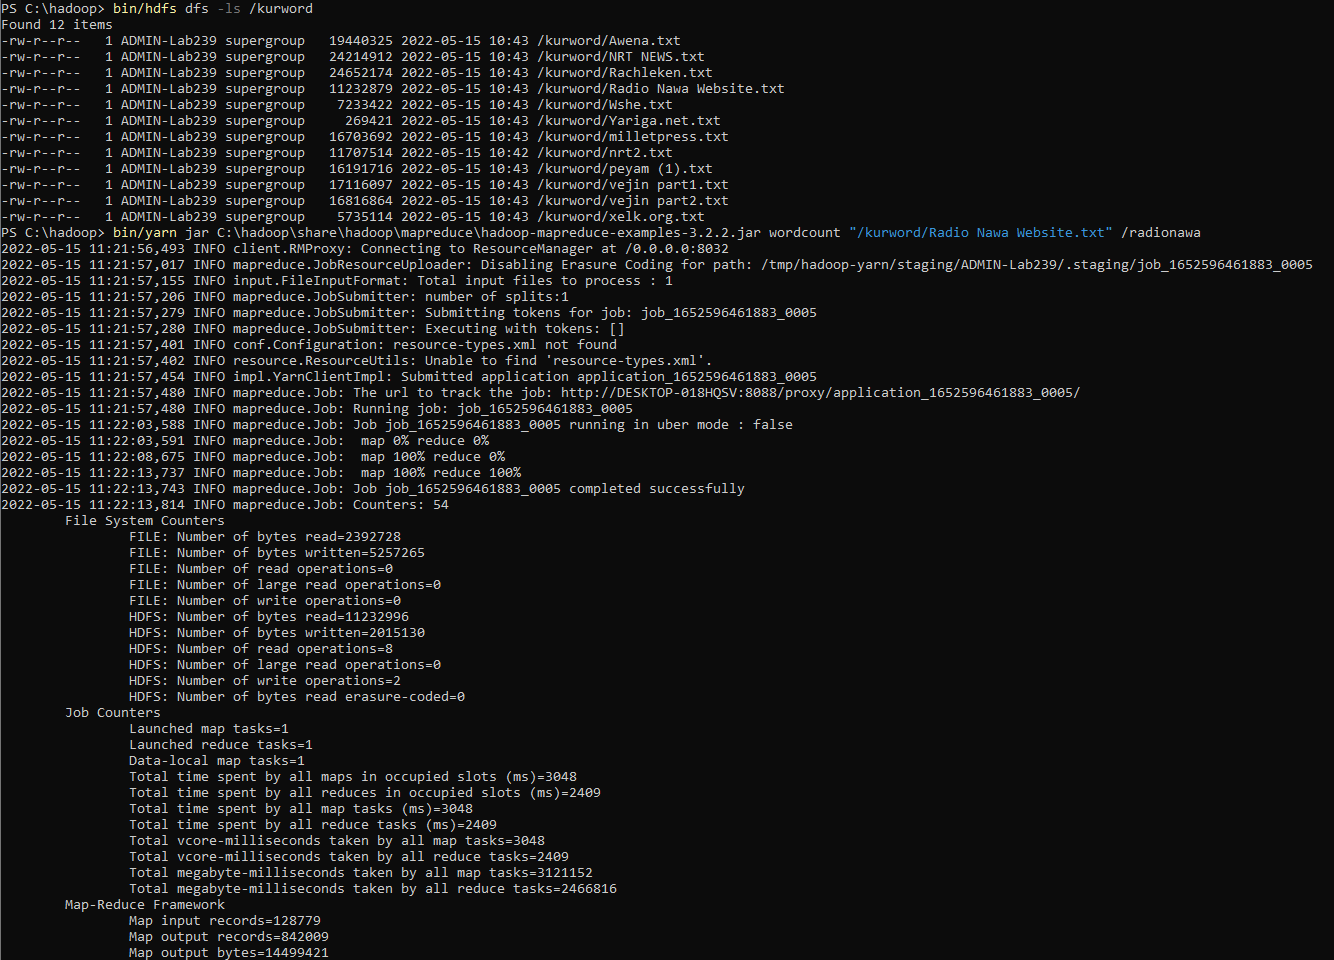 PS C:\hadoop> bin/hdfs dfs -ls /kurword
Found 12 items
-rw-r--r--   1 ADMIN-Lab239 supergroup   19440325 2022-05-15 10:43 /kurword/Awena.txt
-rw-r--r--   1 ADMIN-Lab239 supergroup   24214912 2022-05-15 10:43 /kurword/NRT NEWS.txt
-rw-r--r--   1 ADMIN-Lab239 supergroup   24652174 2022-05-15 10:43 /kurword/Rachleken.txt
-rw-r--r--   1 ADMIN-Lab239 supergroup   11232879 2022-05-15 10:43 /kurword/Radio Nawa Website.txt
-rw-r--r--   1 ADMIN-Lab239 supergroup    7233422 2022-05-15 10:43 /kurword/Wshe.txt
-rw-r--r--   1 ADMIN-Lab239 supergroup     269421 2022-05-15 10:43 /kurword/Yariga.net.txt
-rw-r--r--   1 ADMIN-Lab239 supergroup   16703692 2022-05-15 10:43 /kurword/milletpress.txt
-rw-r--r--   1 ADMIN-Lab239 supergroup   11707514 2022-05-15 10:42 /kurword/nrt2.txt
-rw-r--r--   1 ADMIN-Lab239 supergroup   16191716 2022-05-15 10:43 /kurword/peyam (1).txt
-rw-r--r--   1 ADMIN-Lab239 supergroup   17116097 2022-05-15 10:43 /kurword/vejin part1.txt
-rw-r--r--   1 ADMIN-Lab239 supergroup   16816864 2022-05-15 10:43 /kurword/vejin part2.txt
-rw-r--r--   1 ADMIN-Lab239 supergroup    5735114 2022-05-15 10:43 /kurword/xelk.org.txt
PS C:\hadoop> bin/yarn jar C:\hadoop\share\hadoop\mapreduce\hadoop-mapreduce-examples-3.2.2.jar wordcount "/kurword/Radio Nawa Website.txt" /radionawa
2022-05-15 11:21:56,493 INFO client.RMProxy: Connecting to ResourceManager at /0.0.0.0:8032
2022-05-15 11:21:57,017 INFO mapreduce.JobResourceUploader: Disabling Erasure Coding for path: /tmp/hadoop-yarn/staging/ADMIN-Lab239/.staging/job_1652596461883_0005
2022-05-15 11:21:57,155 INFO input.FileInputFormat: Total input files to process : 1
2022-05-15 11:21:57,206 INFO mapreduce.JobSubmitter: number of splits:1
2022-05-15 11:21:57,279 INFO mapreduce.JobSubmitter: Submitting tokens for job: job_1652596461883_0005
2022-05-15 11:21:57,280 INFO mapreduce.JobSubmitter: Executing with tokens: []
2022-05-15 11:21:57,401 INFO conf.Configuration: resource-types.xml not found
2022-05-15 11:21:57,402 INFO resource.ResourceUtils: Unable to find 'resource-types.xml'.
2022-05-15 11:21:57,454 INFO impl.YarnClientImpl: Submitted application application_1652596461883_0005
2022-05-15 11:21:57,480 INFO mapreduce.Job: The url to track the job: http://DESKTOP-018HQSV:8088/proxy/application_1652596461883_0005/
2022-05-15 11:21:57,480 INFO mapreduce.Job: Running job: job_1652596461883_0005
2022-05-15 11:22:03,588 INFO mapreduce.Job: Job job_1652596461883_0005 running in uber mode : false
2022-05-15 11:22:03,591 INFO mapreduce.Job:  map 0% reduce 0%
2022-05-15 11:22:08,675 INFO mapreduce.Job:  map 100% reduce 0%
2022-05-15 11:22:13,737 INFO mapreduce.Job:  map 100% reduce 100%
2022-05-15 11:22:13,743 INFO mapreduce.Job: Job job_1652596461883_0005 completed successfully
2022-05-15 11:22:13,814 INFO mapreduce.Job: Counters: 54
File System Counters
FILE: Number of bytes read=2392728
FILE: Number of bytes written=5257265
FILE: Number of read operations=0
FILE: Number of large read operations=0
FILE: Number of write operations=0
HDFS: Number of bytes read=11232996
HDFS: Number of bytes written=2015130
HDFS: Number of read operations=8
HDFS: Number of large read operations=0
HDFS: Number of write operations=2
HDFS: Number of bytes read erasure-coded=0
Job Counters
Launched map tasks=1
Launched reduce tasks=1
Data-local map tasks=1
Total time spent by all maps in occupied slots (ms)=3048
Total time spent by all reduces in occupied slots (ms)=2409
Total time spent by all map tasks (ms)=3048
Total time spent by all reduce tasks (ms)=2409
Total vcore-milliseconds taken by all map tasks=3048
Total vcore-milliseconds taken by all reduce tasks=2409
Total megabyte-milliseconds taken by all map tasks=3121152
Total megabyte-milliseconds taken by all reduce tasks=2466816
Map-Reduce Framework
Map input records=128779
Map output records=842009
Map output bytes=14499421